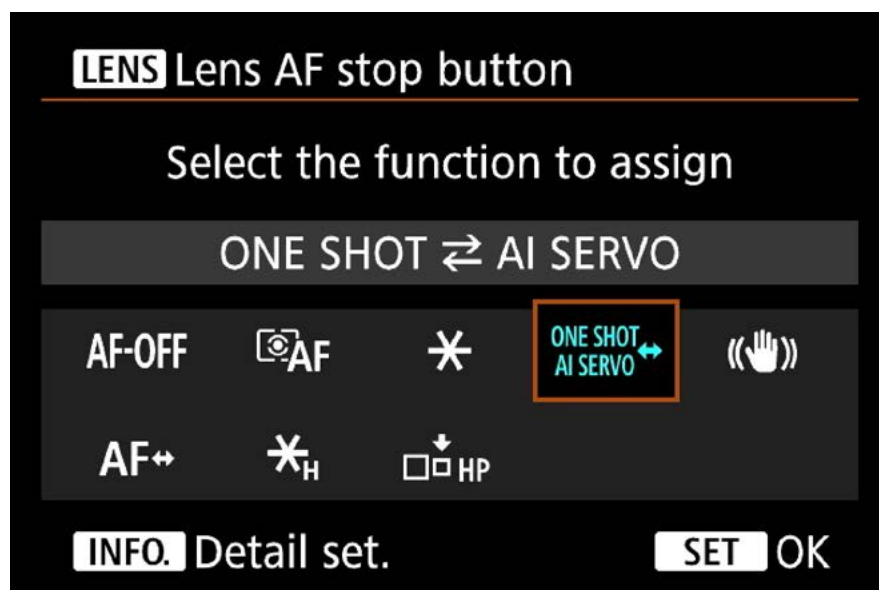 LENS Lens AF stop button
Select the function to assign
ONE SHOT ⇄ AI SERVO
AF-OFF AF * ONE SHOT AI SERVO ↔
AF↔ *H HP
INFO. Detail set. SET OK